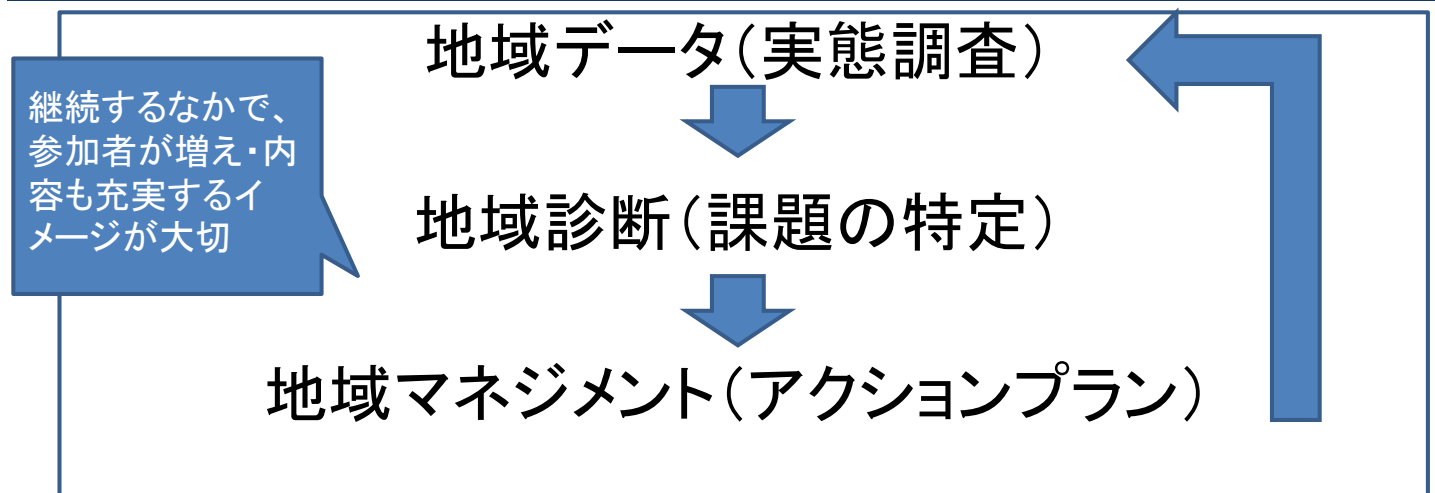 地域データ（実態調査）
継続するなかで、
参加者が増え・内
容も充実するイ
メージが大切
地域診断（課題の特定）
地域マネジメント（アクションプラン）